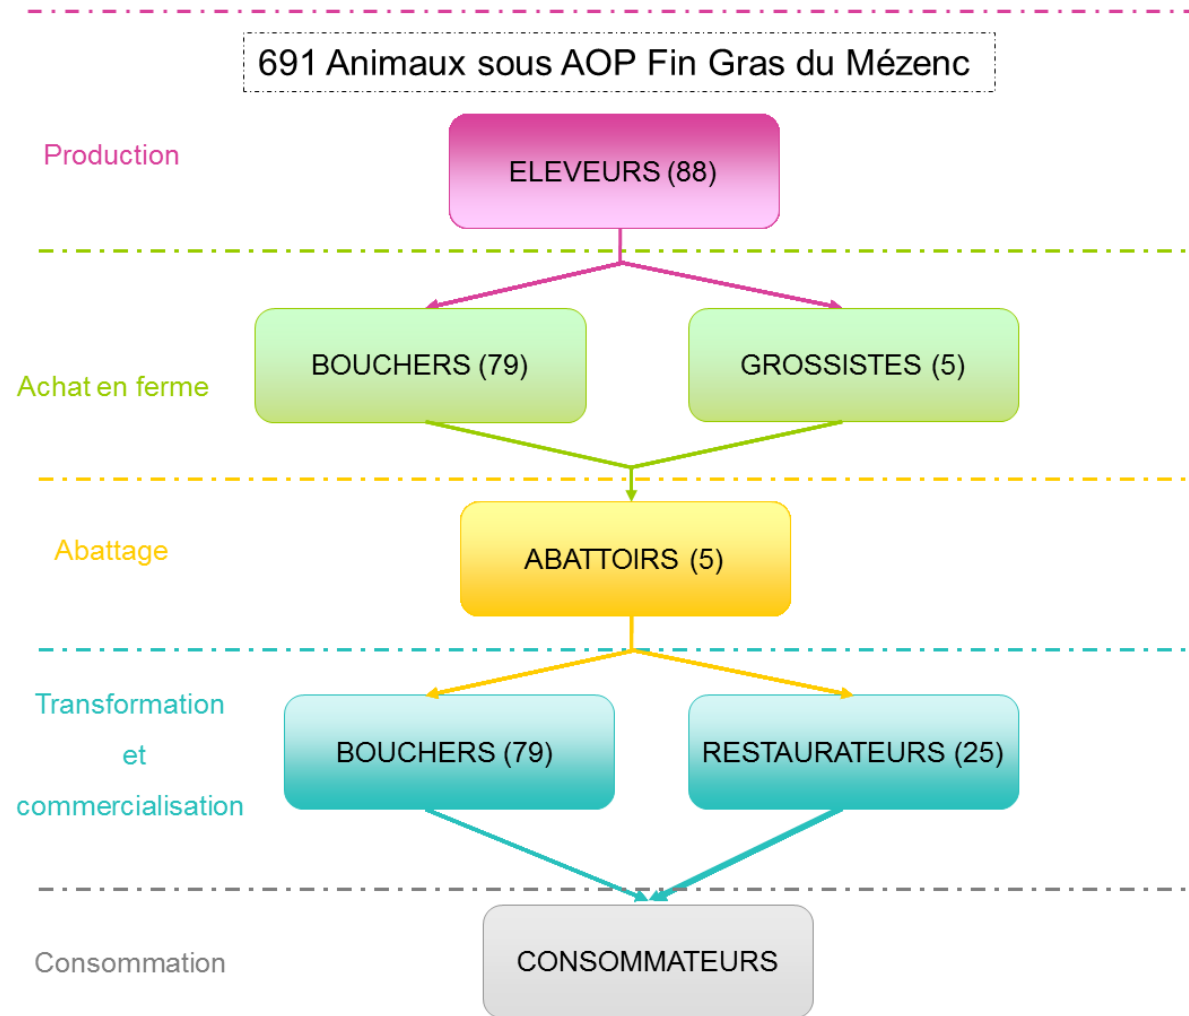 691 Animaux sous AOP Fin Gras du Mézenc
Production
ELEVEURS (88)
BOUCHERS (79)
GROSSISTES (5)
Achat en ferme
Abattage
ABATTOIRS (5)
Transformation
et
commercialisation
BOUCHERS (79)
RESTAURATEURS (25)
Consommation
CONSOMMATEURS